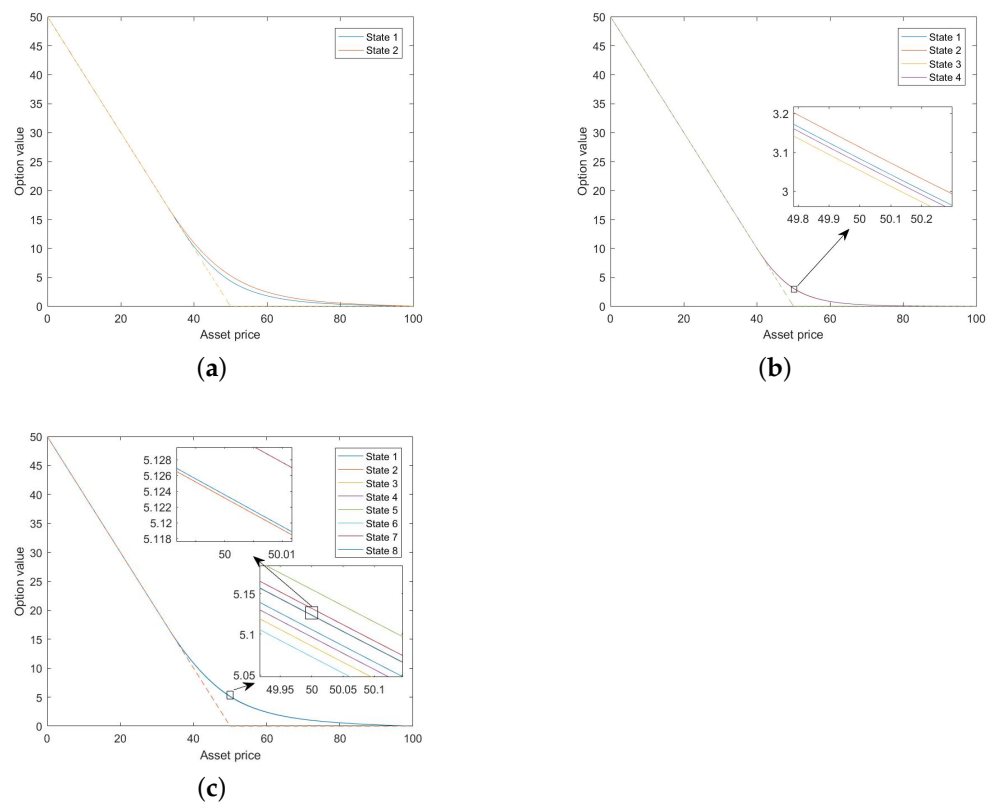 50
45
40
35
30
25
20
15
10
5
0
Option value
0 20 40 60 80 100
Asset price
State 1
State 2
(a)
50
45
40
35
30
25
20
15
10
5
0
Option value
0 20 40 60 80 100
Asset price
State 1
State 2
State 3
State 4
3.2
3.1
3
49.8 49.9 50 50.1 50.2
(b)
50
45
40
35
30
25
20
15
10
5
0
Option value
0 20 40 60 80 100
Asset price
5.128
5.126
5.124
5.122
5.12
5.118
50 50.01
State 1
State 2
State 3
State 4
State 5
State 6
State 7
State 8
5.15
5.1
5.05
49.95 50 50.05 50.1
(c)